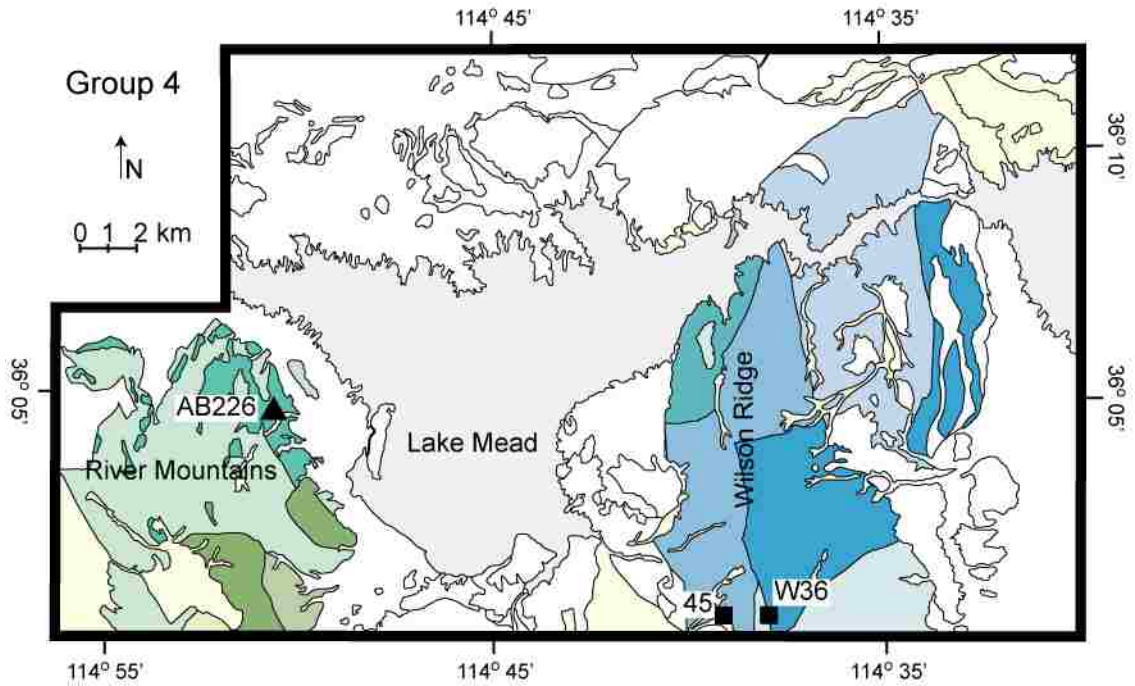 114° 45'
114° 35'
Group 4
N
0 1 2 km
36° 10'
36° 05'
36° 05'
AB226
River Mountains
Lake Mead
Wilson Ridge
45
W36
114° 55'
114° 45'
114° 35'